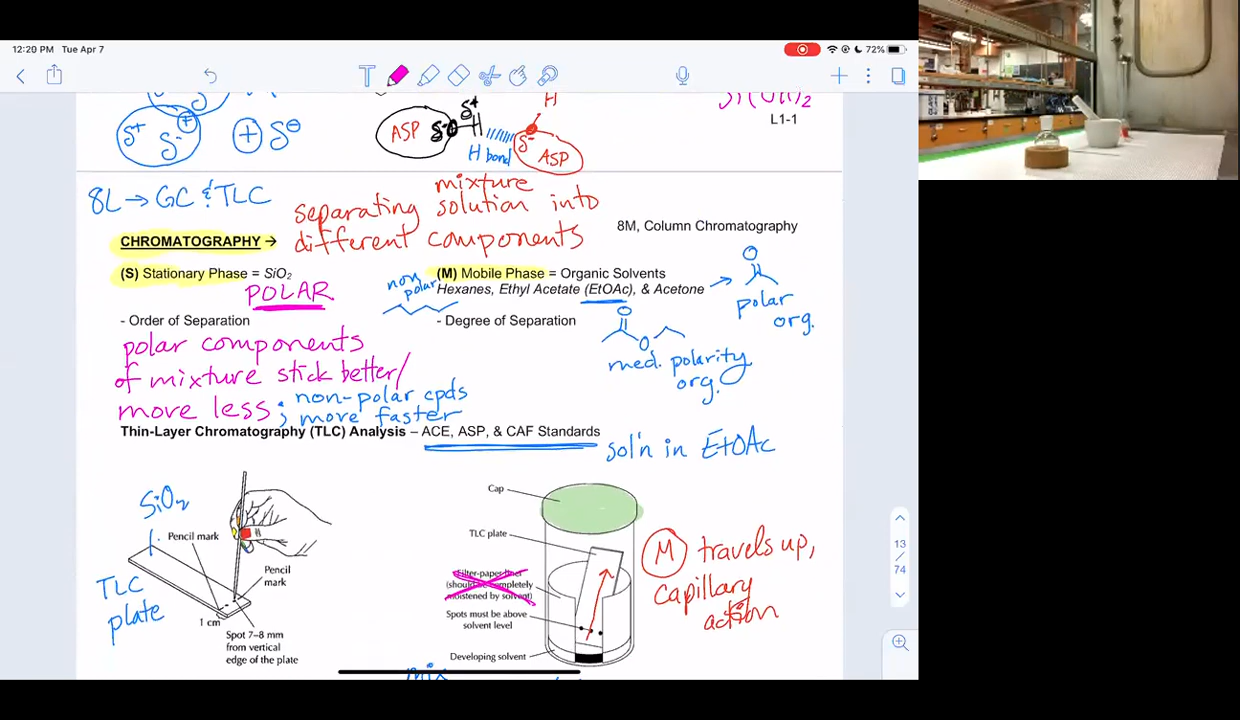 12:20 PM Tue Apr 7
72%
T
H
L1-1
δ+ δ- + + δ⊖
ASP δ- δ+ H
H bond
δ- ASP
8L → GC & TLC
separating mixture solution into
different components
8M, Column Chromatography
CHROMATOGRAPHY →
(S) Stationary Phase = SiO2
POLAR
non polar
(M) Mobile Phase = Organic Solvents
Hexanes, Ethyl Acetate (EtOAc), & Acetone
O
polar
org.
- Order of Separation
- Degree of Separation
O
O
med. polarity
org.
polar components
of mixture stick better/
more less ; non-polar cpds
more faster
Thin-Layer Chromatography (TLC) Analysis – ACE, ASP, & CAF Standards
sol'n in EtOAc
SiO2
Pencil mark
Pencil
mark
TLC
plate
1 cm
Spot 7–8 mm
from vertical
edge of the plate
Cap
TLC plate
Filter-paper liner
(should be completely
moistened by solvent)
Spots must be above
solvent level
Developing solvent
M travels up,
capillary
action
mix
13
74